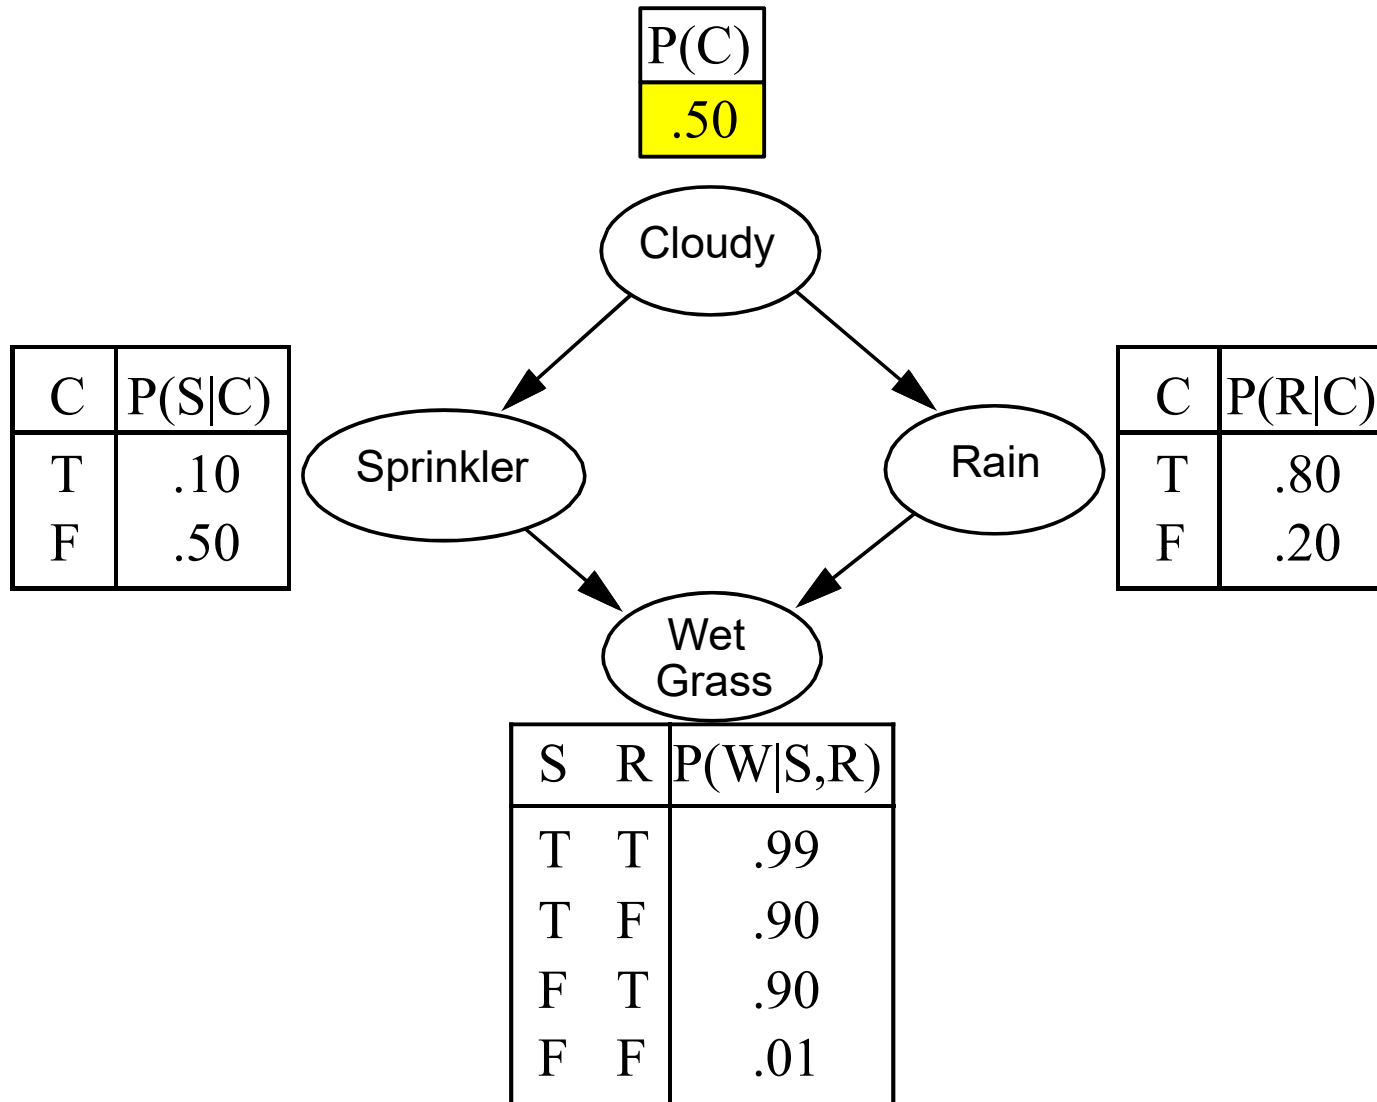 P(C)
.50
Cloudy
C P(S|C)
T .10
F .50
Sprinkler
Rain
C P(R|C)
T .80
F .20
Wet
Grass
S R P(W|S,R)
T T .99
T F .90
F T .90
F F .01